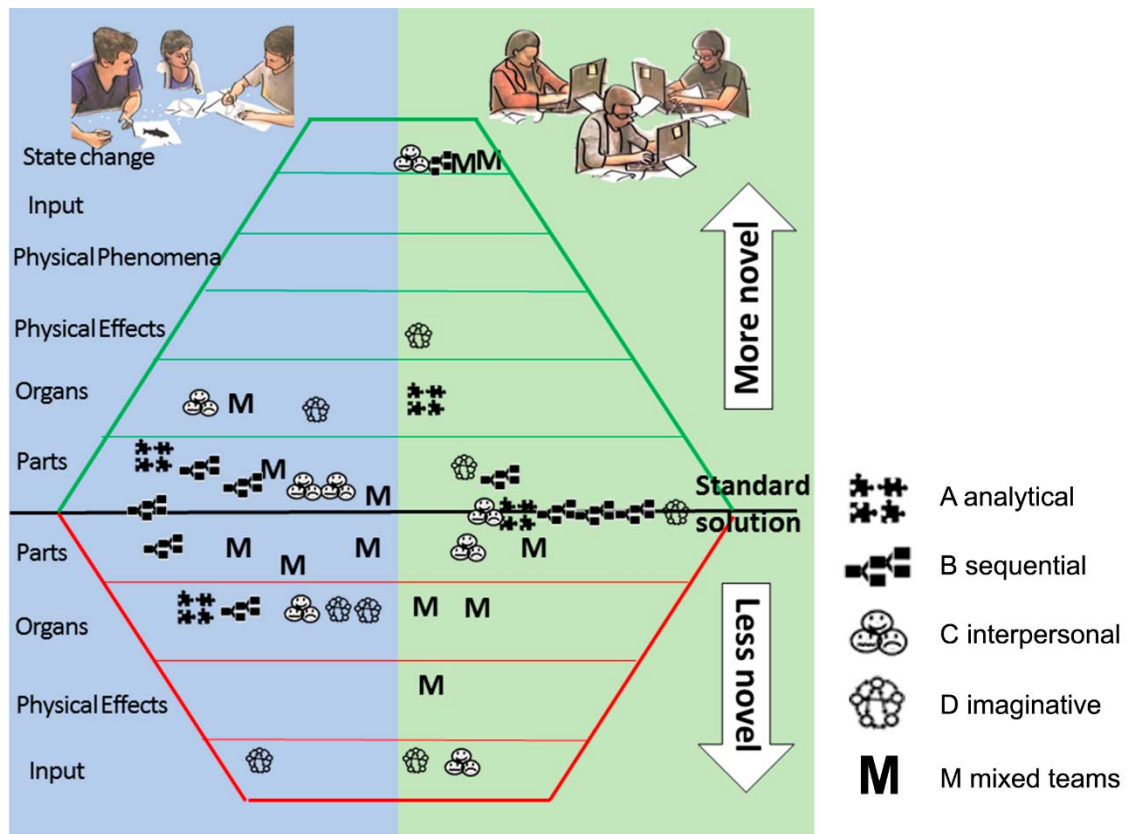 State change
M M
Input
Physical Phenomena
Physical Effects
Organs
M
Parts
M
M
Standard
solution
Parts
M
M
M
M
Organs
M
M
Physical Effects
M
Input
More novel
Less novel
A analytical
B sequential
C interpersonal
D imaginative
M M mixed teams